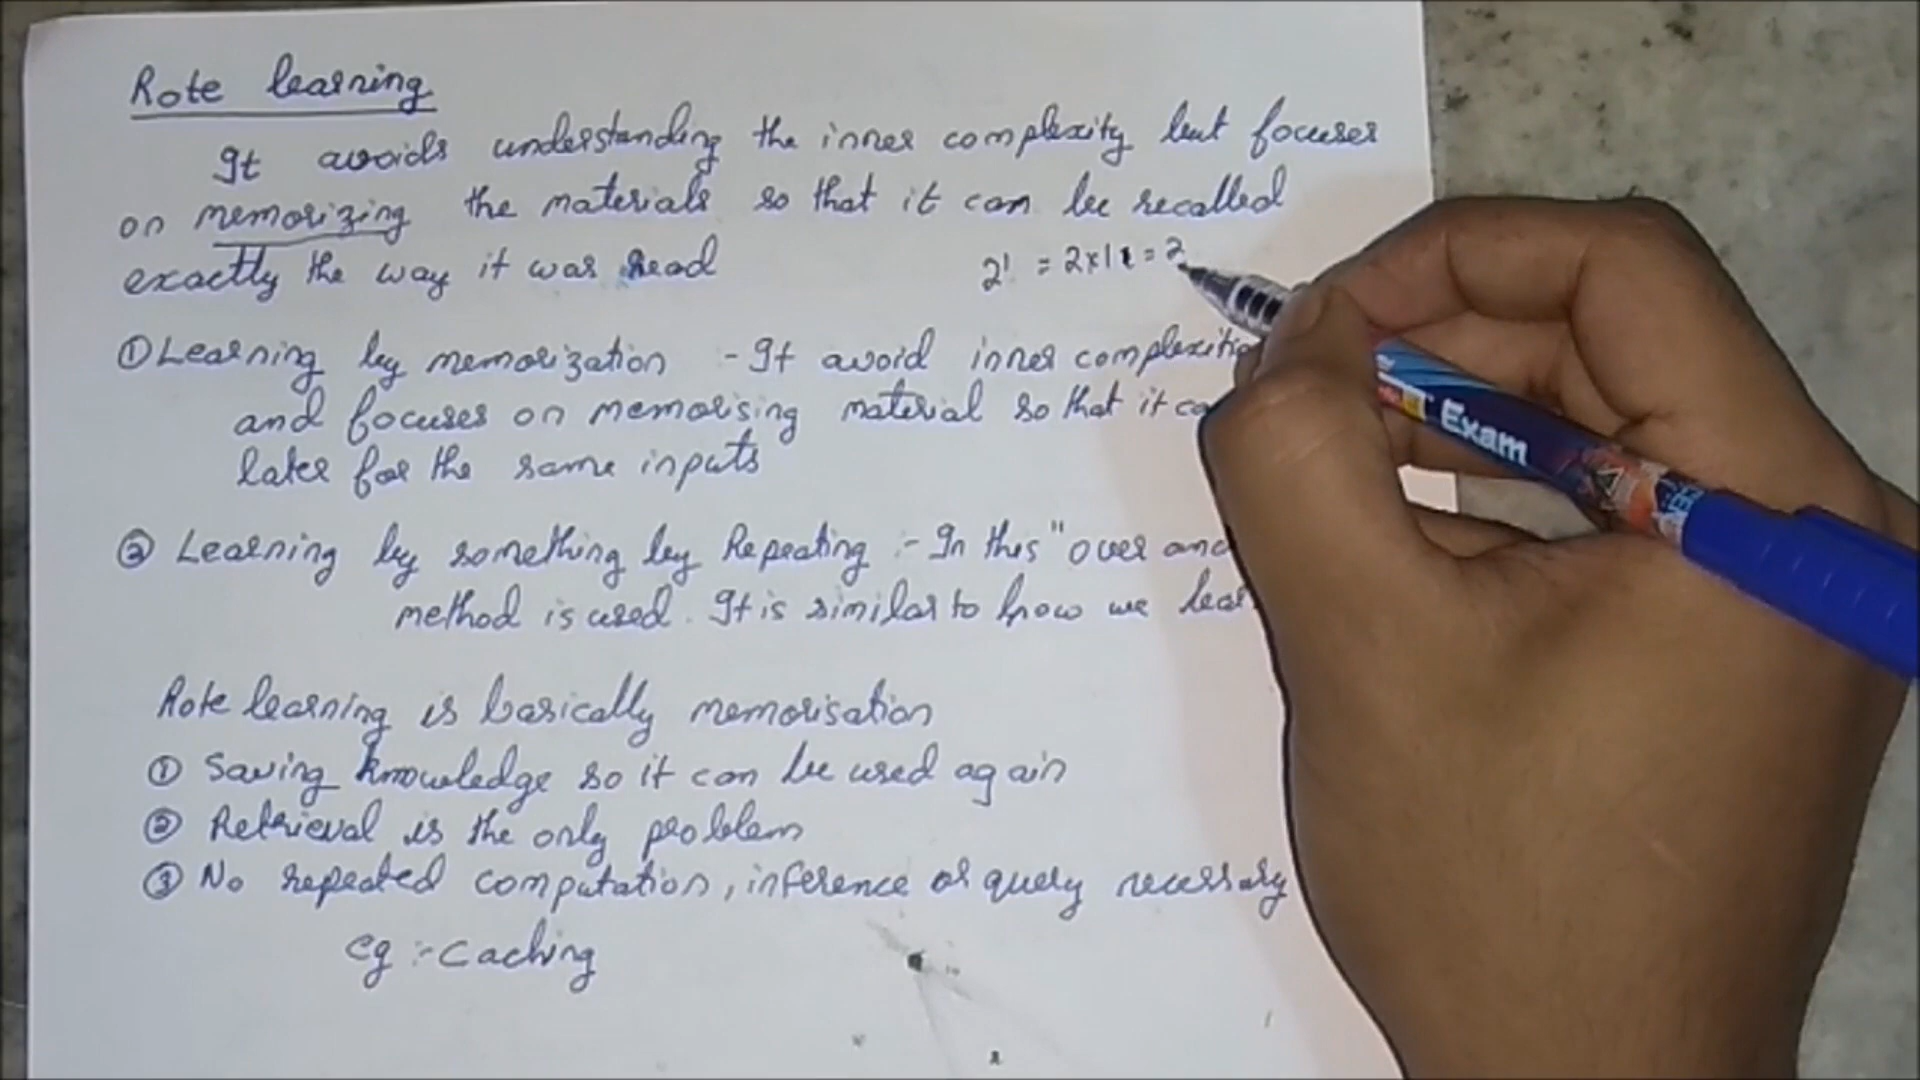 Rote learning
It avoids understanding the inner complexity but focuses
on memorizing the materials so that it can be recalled
exactly the way it was read
2! = 2x1 = 2
① Learning by memorization - It avoid inner
and focuses on memorising material so that it
later for the same inputs
② Learning by something by Repeating :- In this "over and
method is used. It is similar to how we
Rote learning is basically memorisation
① Saving knowledge so it can be used again
② Retrieval is the only problem
③ No repeated computation, inference or query necessary
eg :- Caching
Exam